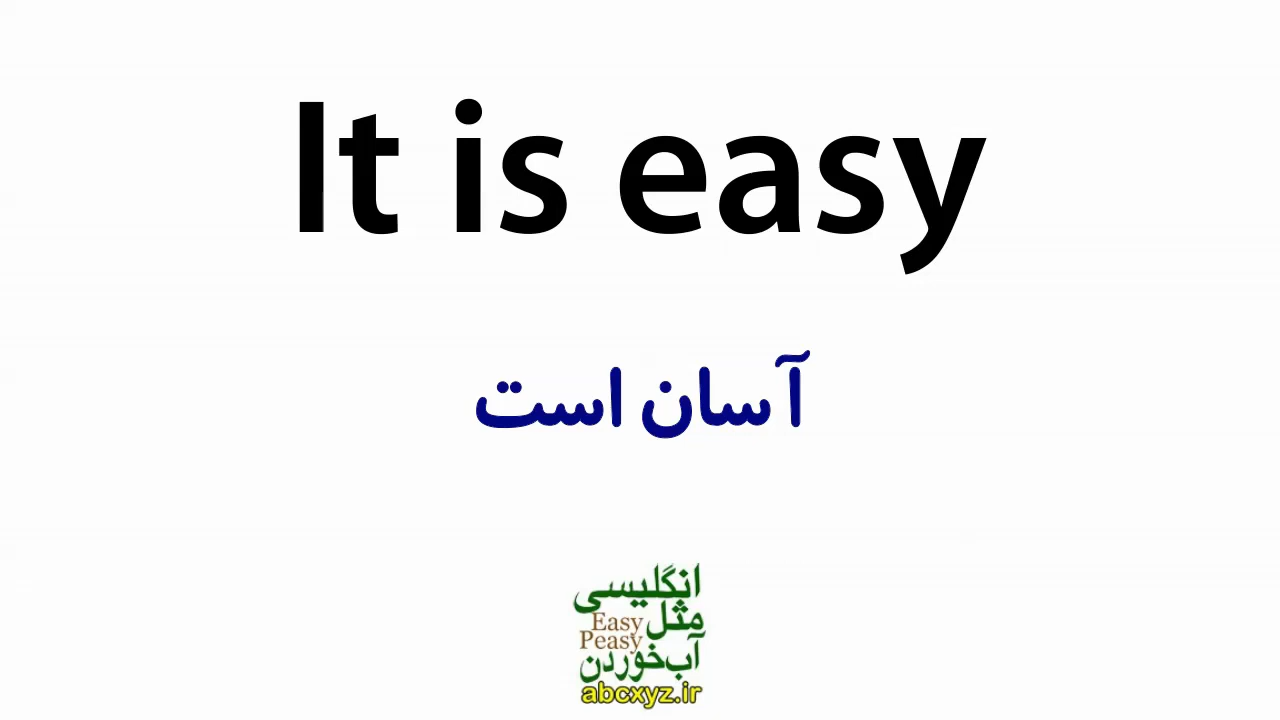 It is easy
آسان است
انگلیسی
مثل
Easy
Peasy
آب‌خوردن
abcxyz.ir